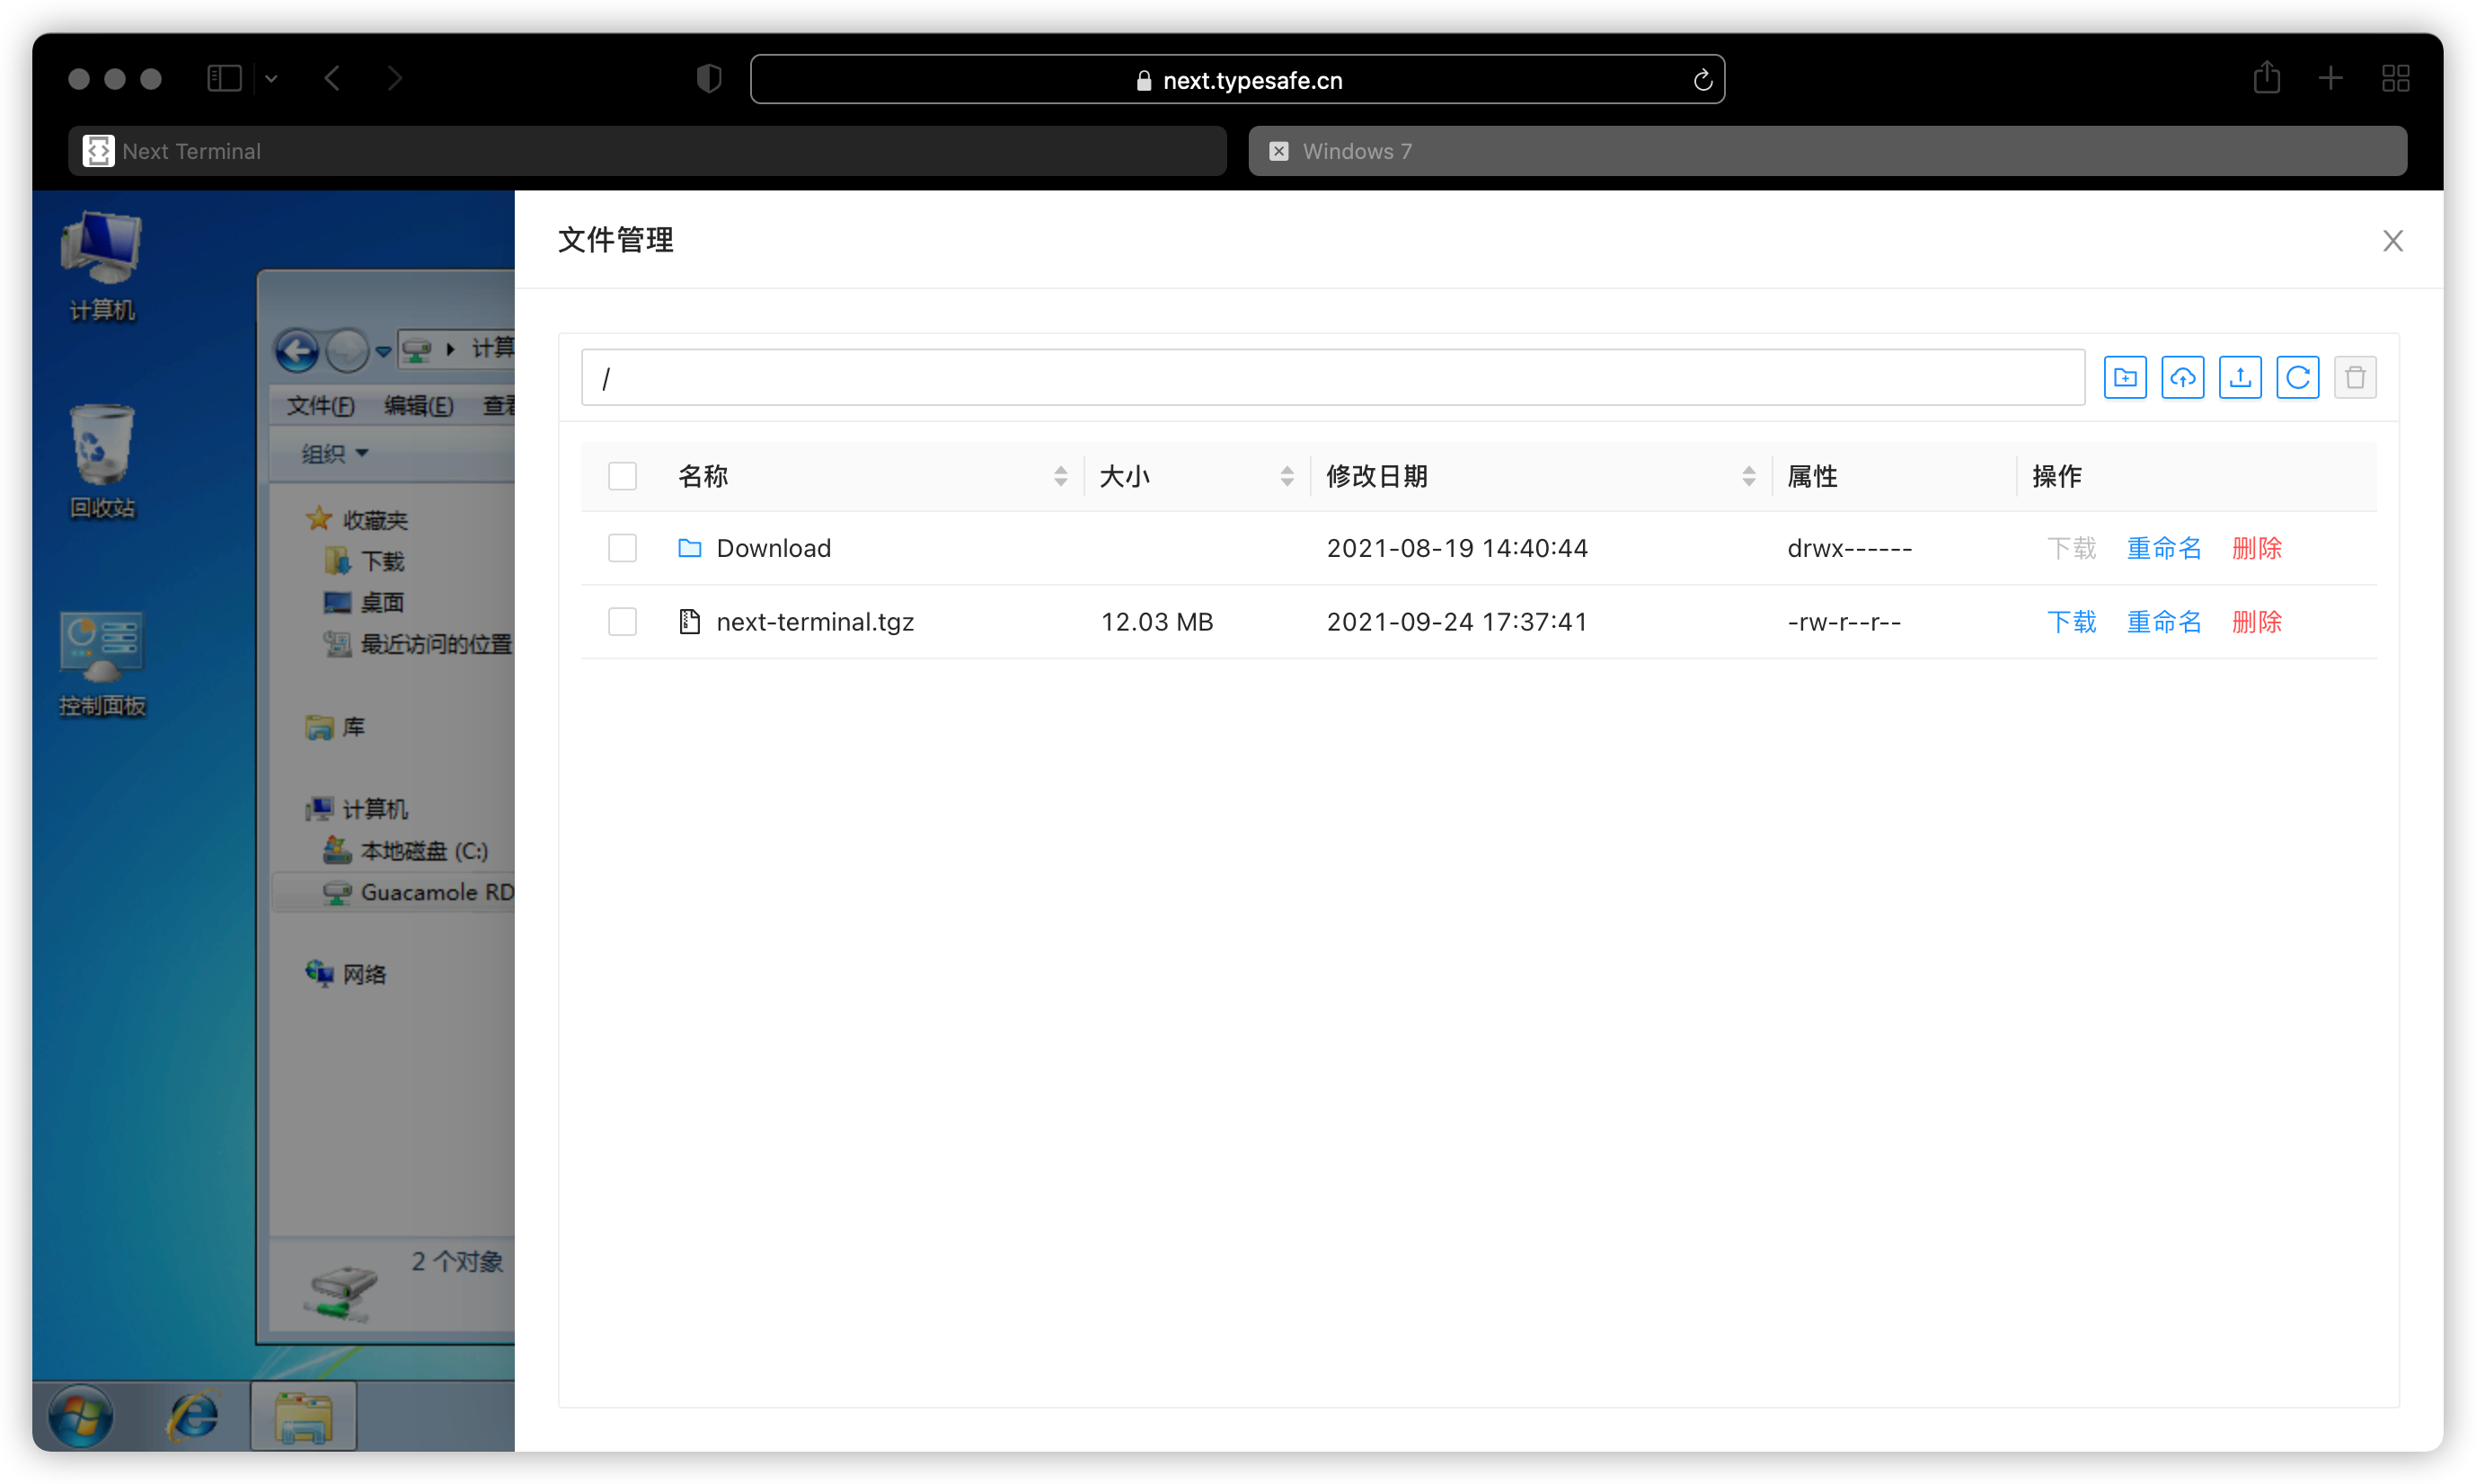 next.typesafe.cn
Next Terminal
Windows 7
计算机
回收站
控制面板
计算
文件(F) 编辑(E) 查看
组织
收藏夹
下载
桌面
最近访问的位置
库
计算机
本地磁盘 (C:)
Guacamole RD
网络
2 个对象
文件管理
/
名称 大小 修改日期 属性 操作
Download 2021-08-19 14:40:44 drwx------ 下载 重命名 删除
next-terminal.tgz 12.03 MB 2021-09-24 17:37:41 -rw-r--r-- 下载 重命名 删除